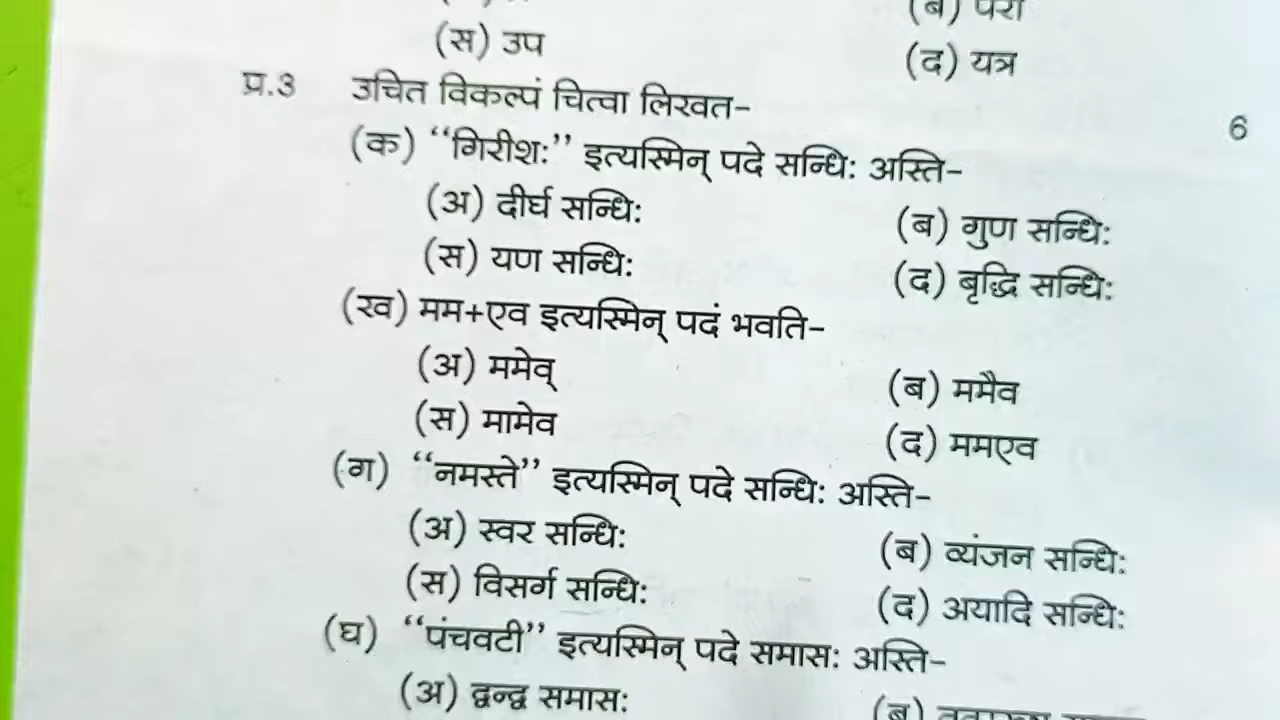 (ब) परा
(स) उप
(द) यत्र
प्र.3 उचित विकल्पं चित्वा लिखत-
6
(क) “गिरीशः” इत्यस्मिन् पदे सन्धिः अस्ति-
(अ) दीर्घ सन्धिः
(ब) गुण सन्धिः
(स) यण सन्धिः
(द) बृद्धि सन्धिः
(ख) मम+एव इत्यस्मिन् पदं भवति-
(अ) ममेव्
(ब) ममैव
(स) मामेव
(द) ममएव
(ग) “नमस्ते” इत्यस्मिन् पदे सन्धिः अस्ति-
(अ) स्वर सन्धिः
(ब) व्यंजन सन्धिः
(स) विसर्ग सन्धिः
(द) अयादि सन्धिः
(घ) “पंचवटी” इत्यस्मिन् पदे समासः अस्ति-
(अ) द्वन्द्व समासः
(ब)